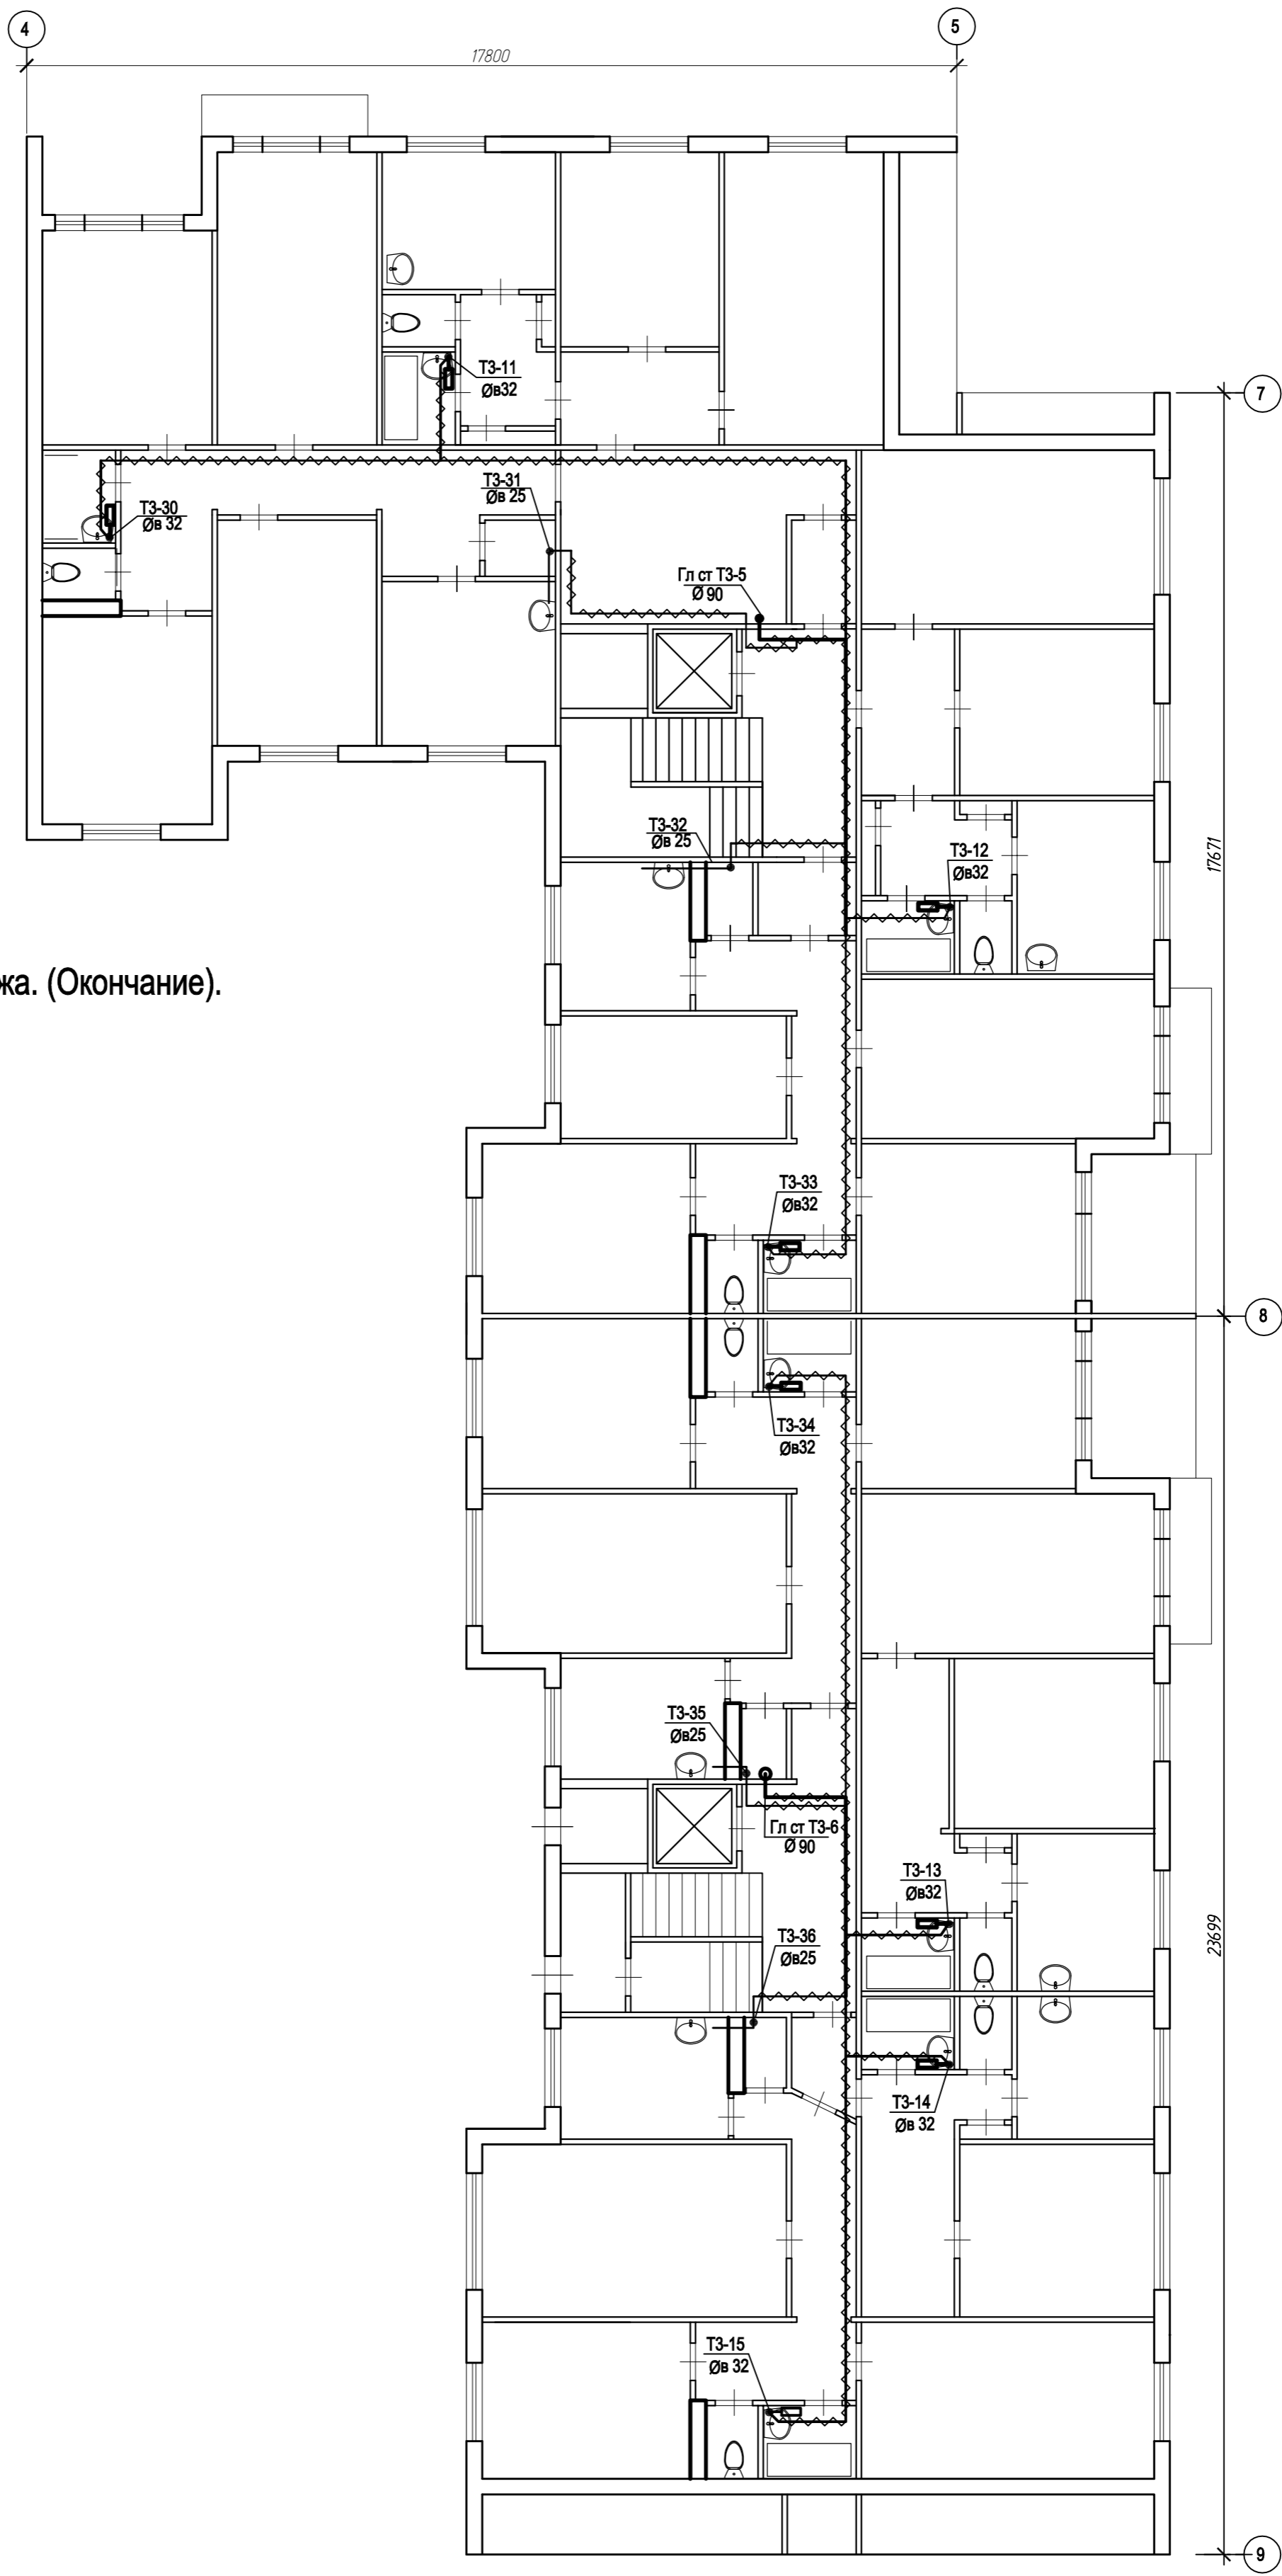 4
5
17800
Т3-11
Øв32
7
Т3-31
Øв 25
Т3-30
Øв 32
Гл ст Т3-5
Ø 90
Т3-32
Øв 25
Т3-12
Øв32
17671
жа. (Окончание).
Т3-33
Øв32
8
Т3-34
Øв32
Т3-35
Øв25
Гл ст Т3-6
Ø 90
Т3-13
Øв32
Т3-36
Øв25
23699
Т3-14
Øв 32
Т3-15
Øв 32
9